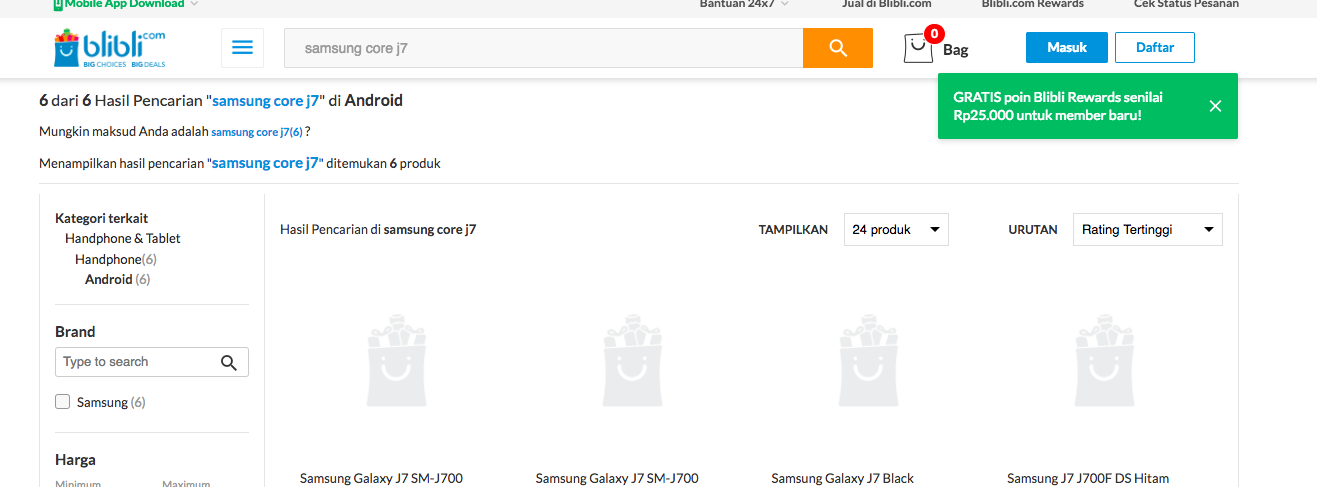 Mobile App Download
Bantuan 24x7
Jual di Blibli.com
Blibli.com Rewards
Cek Status Pesanan
blibli.com
BIG CHOICES BIG DEALS
samsung core j7
0
Bag
Masuk
Daftar
GRATIS poin Blibli Rewards senilai
Rp25.000 untuk member baru!
6 dari 6 Hasil Pencarian "samsung core j7" di Android
Mungkin maksud Anda adalah samsung core j7(6) ?
Menampilkan hasil pencarian "samsung core j7" ditemukan 6 produk
Kategori terkait
Handphone & Tablet
Handphone(6)
Android (6)
Brand
Type to search
Samsung (6)
Harga
Minimum
Maximum
Hasil Pencarian di samsung core j7
TAMPILKAN
24 produk
URUTAN
Rating Tertinggi
Samsung Galaxy J7 SM-J700
Samsung Galaxy J7 SM-J700
Samsung Galaxy J7 Black
Samsung J7 J700F DS Hitam